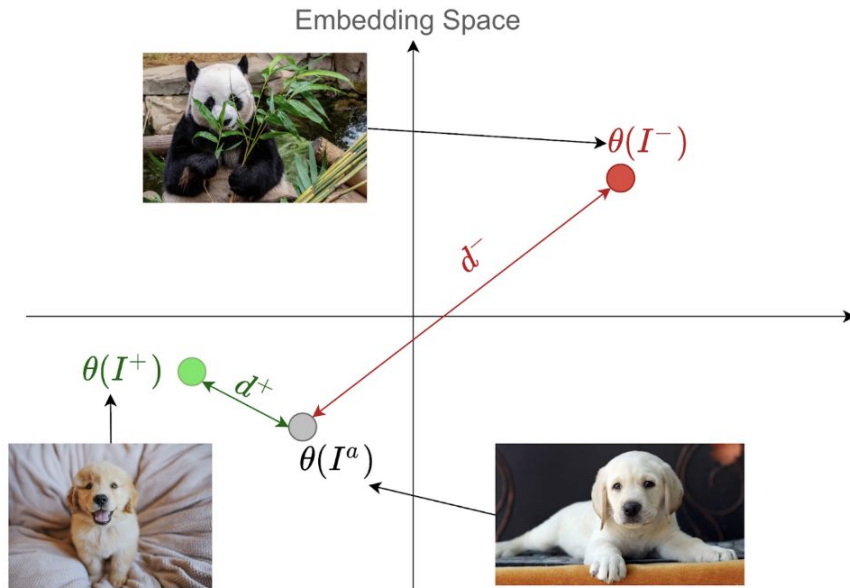 Embedding Space
θ(I⁻)
d⁻
θ(I⁺)
d⁺
θ(Iᵃ)